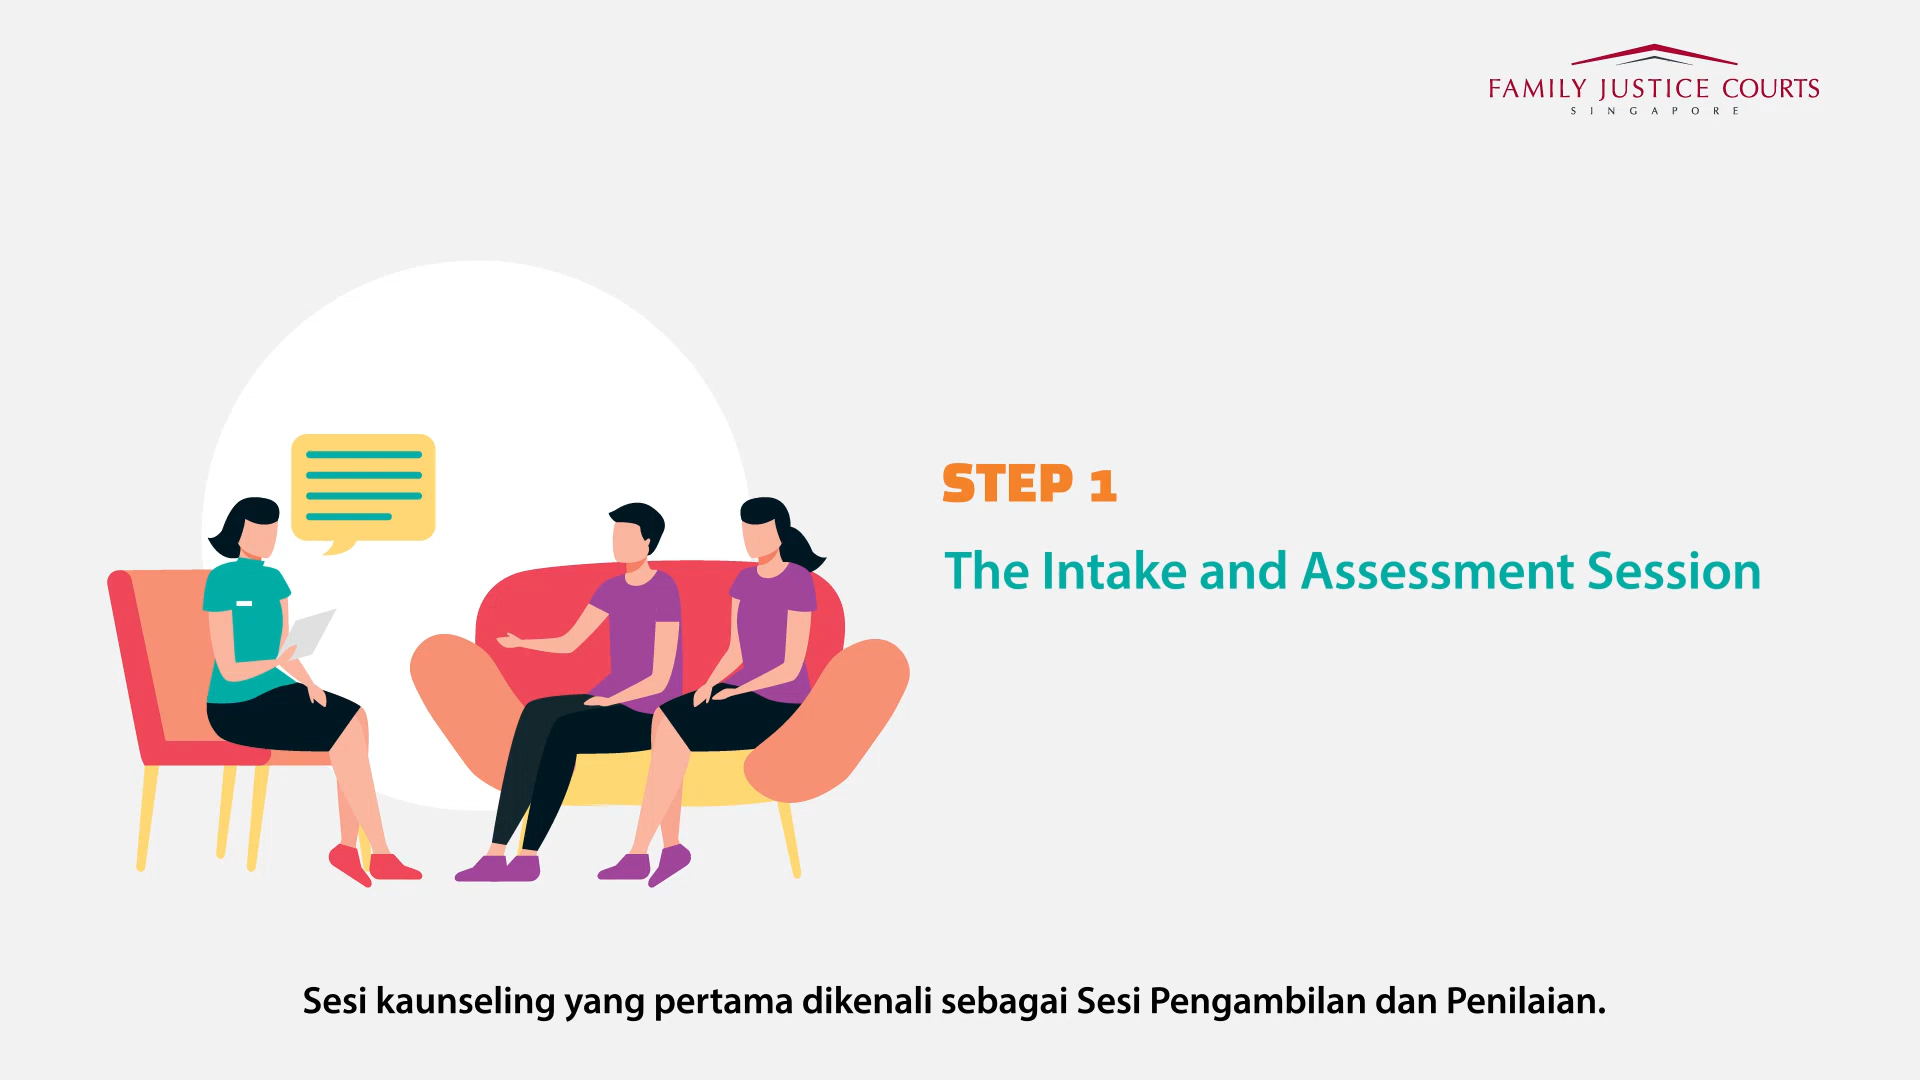 FAMILY JUSTICE COURTS
SINGAPORE
STEP 1
The Intake and Assessment Session
Sesi kaunseling yang pertama dikenali sebagai Sesi Pengambilan dan Penilaian.